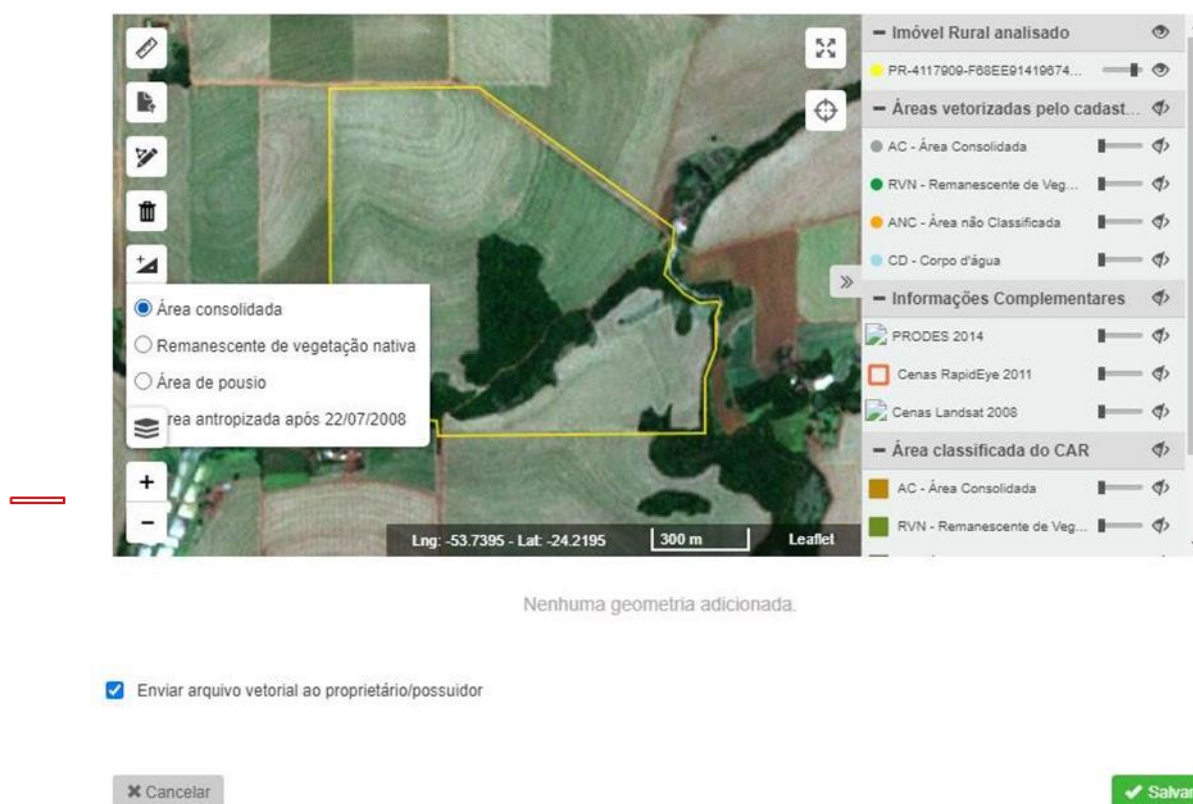 Imóvel Rural analisado
PR-4117909-F68EE91419674...
Áreas vetorizadas pelo cadast...
AC - Área Consolidada
RVN - Remanescente de Veg...
ANC - Área não Classificada
CD - Corpo d'água
Informações Complementares
PRODES 2014
Cenas RapidEye 2011
Cenas Landsat 2008
Área classificada do CAR
AC - Área Consolidada
RVN - Remanescente de Veg...
Área consolidada
Remanescente de vegetação nativa
Área de pousio
rea antropizada após 22/07/2008
+
-
Lng: -53.7395 - Lat: -24.2195
300 m
Leaflet
Nenhuma geometria adicionada.
Enviar arquivo vetorial ao proprietário/possuidor
Cancelar
Salvar